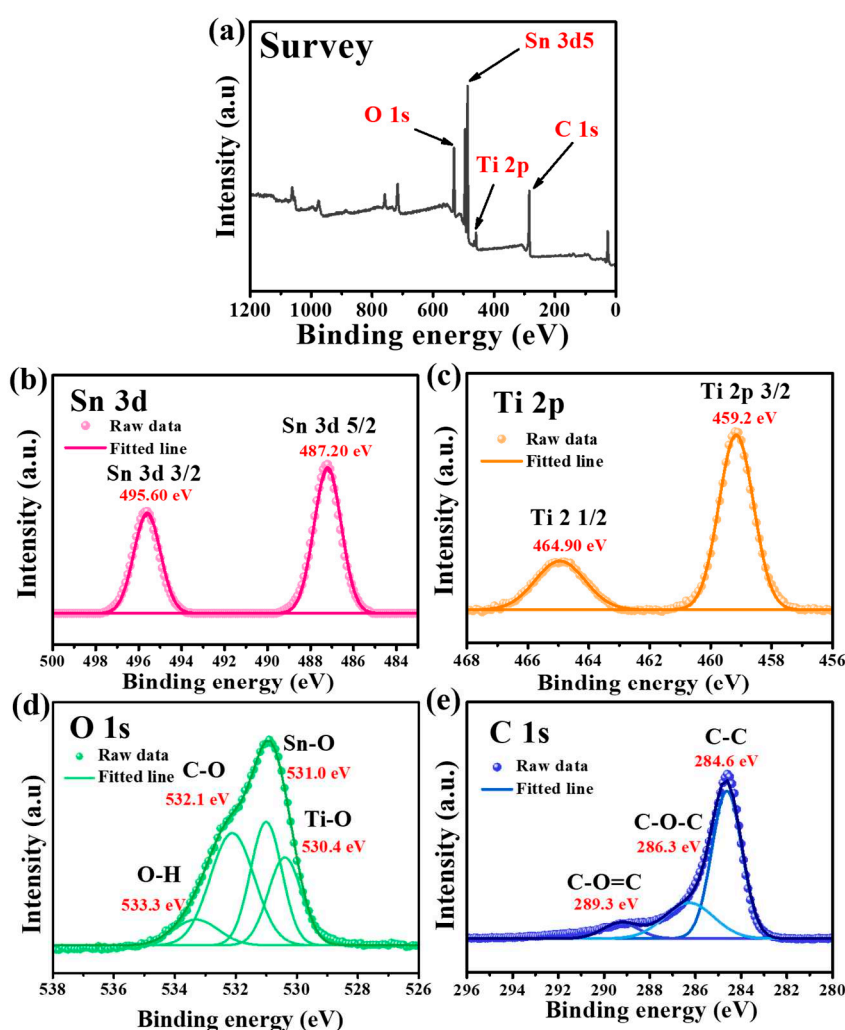 (a)
Survey
Sn 3d5
O 1s
Ti 2p
C 1s
Intensity (a.u)
1200 1000 800 600 400 200 0
Binding energy (eV)
(b)
Sn 3d
Raw data
Fitted line
Sn 3d 5/2
487.20 eV
Sn 3d 3/2
495.60 eV
Intensity (a.u.)
500 498 496 494 492 490 488 486 484
Binding energy (eV)
(c)
Ti 2p
Raw data
Fitted line
Ti 2p 3/2
459.2 eV
Ti 2 1/2
464.90 eV
Intensity (a.u.)
468 466 464 462 460 458 456
Binding energy (eV)
(d)
O 1s
Raw data
Fitted line
Sn-O
531.0 eV
C-O
532.1 eV
Ti-O
530.4 eV
O-H
533.3 eV
Intensity (a.u)
538 536 534 532 530 528 526
Binding energy (eV)
(e)
C 1s
Raw data
Fitted line
C-C
284.6 eV
C-O-C
286.3 eV
C-O=C
289.3 eV
Intensity (a.u.)
296 294 292 290 288 286 284 282 280
Binding energy (eV)